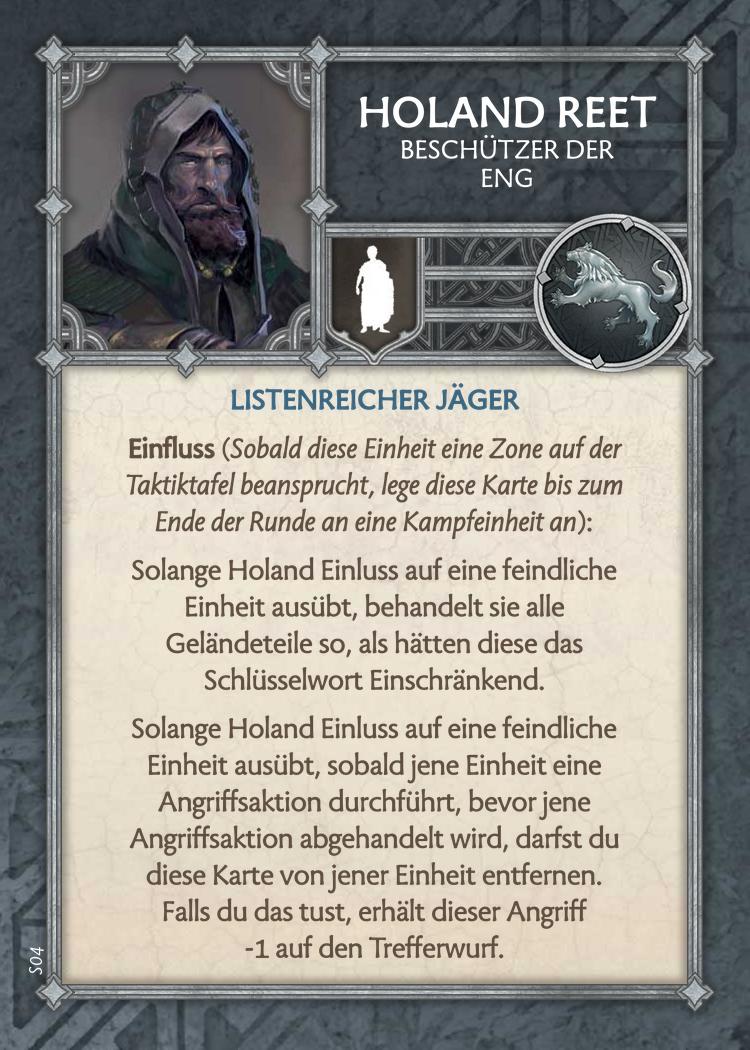 HOLAND REET
BESCHÜTZER DER
ENG
LISTENREICHER JÄGER
Einfluss (Sobald diese Einheit eine Zone auf der
Taktiktafel beansprucht, lege diese Karte bis zum
Ende der Runde an eine Kampfeinheit an):
Solange Holand Einluss auf eine feindliche
Einheit ausübt, behandelt sie alle
Geländeteile so, als hätten diese das
Schlüsselwort Einschränkend.
Solange Holand Einluss auf eine feindliche
Einheit ausübt, sobald jene Einheit eine
Angriffsaktion durchführt, bevor jene
Angriffsaktion abgehandelt wird, darfst du
diese Karte von jener Einheit entfernen.
Falls du das tust, erhält dieser Angriff
-1 auf den Trefferwurf.
S04